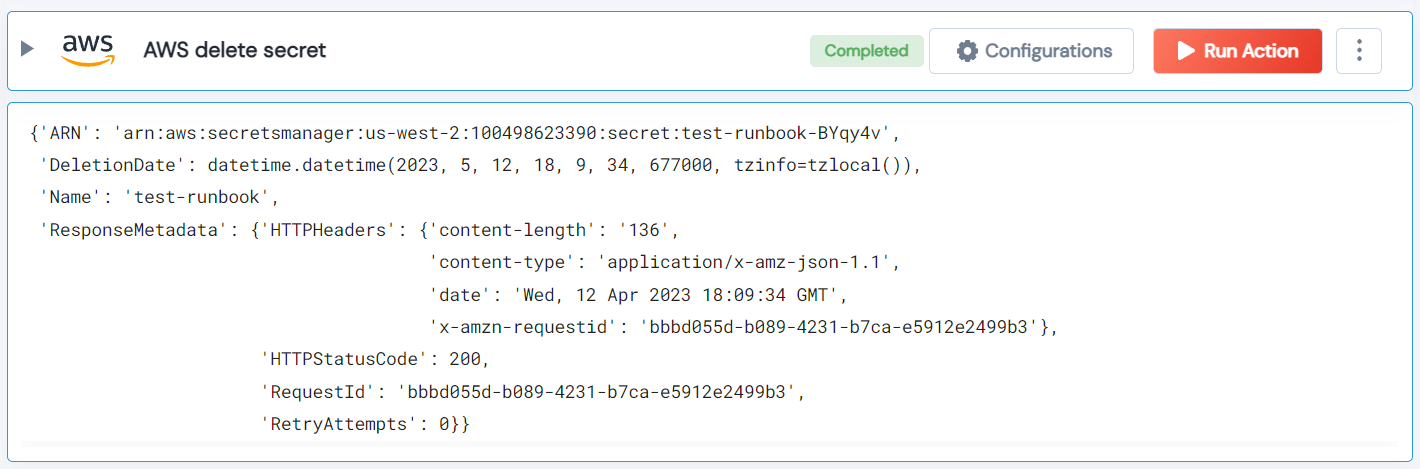 aws AWS delete secret Completed Configurations Run Action
{'ARN': 'arn:aws:secretsmanager:us-west-2:100498623390:secret:test-runbook-BYqy4v',
'DeletionDate': datetime.datetime(2023, 5, 12, 18, 9, 34, 677000, tzinfo=tzlocal()),
'Name': 'test-runbook',
'ResponseMetadata': {'HTTPHeaders': {'content-length': '136',
'content-type': 'application/x-amz-json-1.1',
'date': 'Wed, 12 Apr 2023 18:09:34 GMT',
'x-amzn-requestid': 'bbbd055d-b089-4231-b7ca-e5912e2499b3'},
'HTTPStatusCode': 200,
'RequestId': 'bbbd055d-b089-4231-b7ca-e5912e2499b3',
'RetryAttempts': 0}}